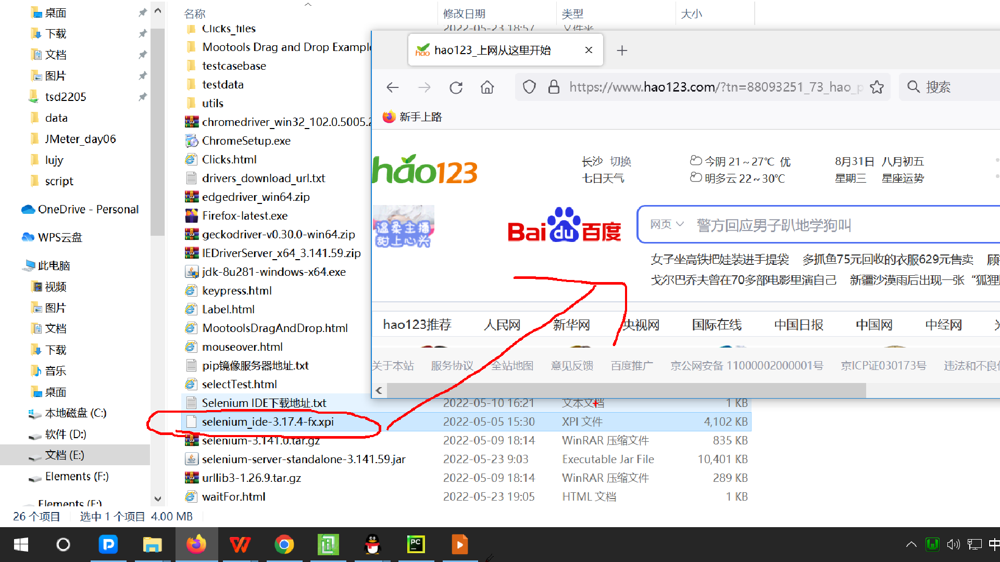 桌面
下载
文档
图片
tsd2205
data
JMeter_day06
lujy
script
OneDrive - Personal
WPS云盘
此电脑
视频
图片
文档
下载
音乐
桌面
本地磁盘 (C:)
软件 (D:)
文档 (E:)
Elements (F:)
Elements (F:)
26 个项目 选中 1 个项目 4.00 MB
名称 修改日期 类型 大小
Clicks_files 2022-05-23 18:57 文件夹
Mootools Drag and Drop Example
testcasebase
testdata
utils
chromedriver_win32_102.0.5005.2
ChromeSetup.exe
Clicks.html
drivers_download_url.txt
edgedriver_win64.zip
Firefox-latest.exe
geckodriver-v0.30.0-win64.zip
IEDriverServer_x64_3.141.59.zip
jdk-8u281-windows-x64.exe
keypress.html
Label.html
MootoolsDragAndDrop.html
mouseover.html
pip镜像服务器地址.txt
selectTest.html
Selenium IDE下载地址.txt 2022-05-10 16:21 文本文档 1 KB
selenium_ide-3.17.4-fx.xpi 2022-05-05 15:30 XPI 文件 4,102 KB
selenium-3.141.0.tar.gz 2022-05-09 18:14 WinRAR 压缩文件 835 KB
selenium-server-standalone-3.141.59.jar 2022-05-23 9:03 Executable Jar File 10,401 KB
urllib3-1.26.9.tar.gz 2022-05-09 18:14 WinRAR 压缩文件 289 KB
waitFor.html 2022-05-23 19:05 HTML 文档 1 KB
hao hao123_上网从这里开始
https://www.hao123.com/?tn=88093251_73_hao_p 搜索
新手上路
hao123
长沙 切换 今阴 21～27℃ 优 8月31日 八月初五
七日天气 明多云 22～30℃ 星期三 星座运势
温柔主播
甜上心头
Bai du 百度
网页 警方回应男子趴地学狗叫
女子坐高铁把娃装进手提袋 多抓鱼75元回收的衣服629元售卖 顾
戈尔巴乔夫曾在70多部电影里演自己 新疆沙漠雨后出现一张 “狐狸
hao123推荐 人民网 新华网 央视网 国际在线 中国日报 中国网 中经网
关于本站 服务协议 全站地图 意见反馈 百度推广 京公网安备 11000002000001号 京ICP证030173号 违法和不良信
PC
中